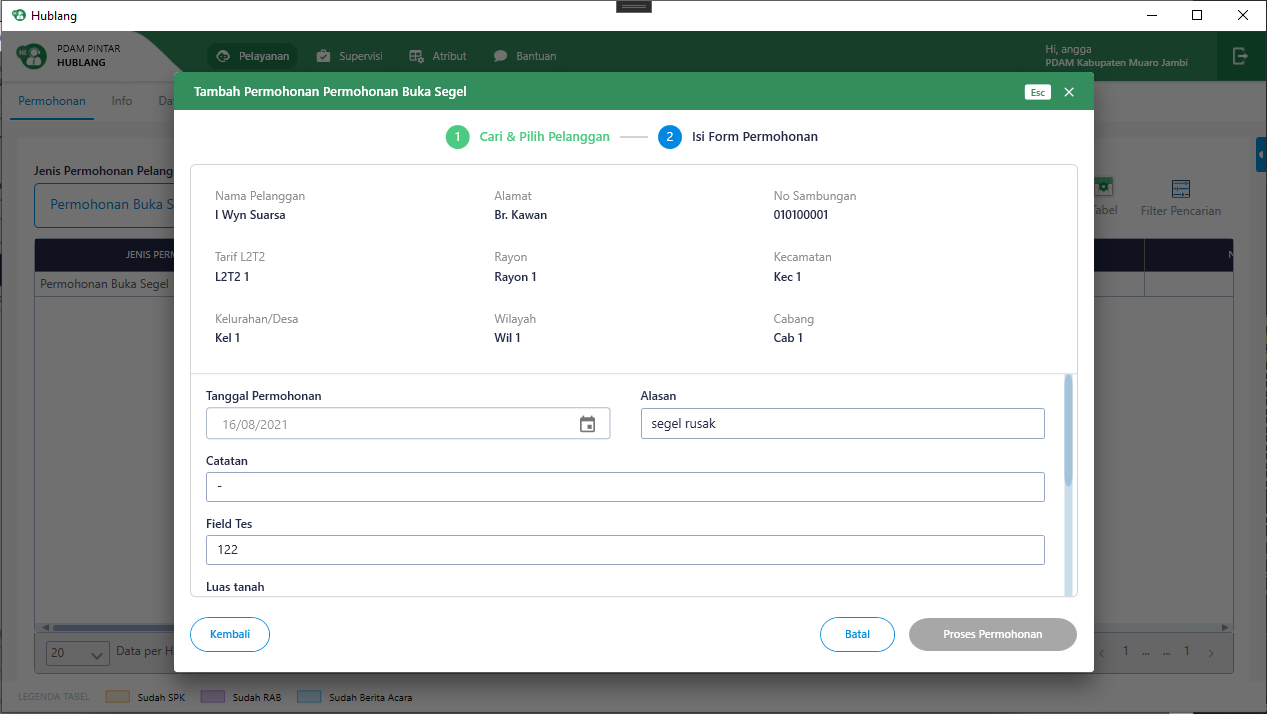 Hublang
PDAM PINTAR
HUBLANG
Pelayanan
Supervisi
Atribut
Bantuan
Hi, angga
PDAM Kabupaten Muaro Jambi
Permohonan
Info
Tambah Permohonan Permohonan Buka Segel
Esc
1 Cari & Pilih Pelanggan
2 Isi Form Permohonan
Jenis Permohonan Pelang
Permohonan Buka S
Filter Pencarian
JENIS PERM
Permohonan Buka Segel
Nama Pelanggan
I Wyn Suarsa
Alamat
Br. Kawan
No Sambungan
010100001
Tarif L2T2
L2T2 1
Rayon
Rayon 1
Kecamatan
Kec 1
Kelurahan/Desa
Kel 1
Wilayah
Wil 1
Cabang
Cab 1
Tanggal Permohonan
16/08/2021
Alasan
segel rusak
Catatan
-
Field Tes
122
Luas tanah
Kembali
Batal
Proses Permohonan
20
Data per H
1 ... ... 1
LEGENDA TABEL
Sudah SPK
Sudah RAB
Sudah Berita Acara